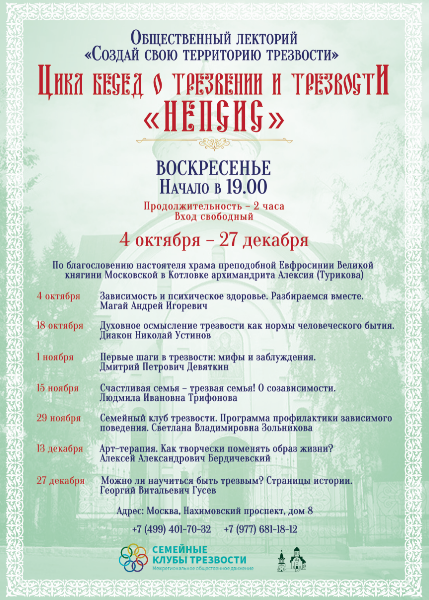 Общественный лекторий
«Создай свою территорию трезвости»
Цикл бесед о трезвении и трезвости
«НЕПСИС»
ВОСКРЕСЕНЬЕ
Начало в 19.00
Продолжительность – 2 часа
Вход свободный
4 октября – 27 декабря
По благословению настоятеля храма преподобной Евфросинии Великой
княгини Московской в Котловке архимандрита Алексия (Турикова)
4 октября Зависимость и психическое здоровье. Разбираемся вместе.
Магай Андрей Игоревич
18 октября Духовное осмысление трезвости как нормы человеческого бытия.
Диакон Николай Устинов
1 ноября Первые шаги в трезвости: мифы и заблуждения.
Дмитрий Петрович Девяткин
15 ноября Счастливая семья – трезвая семья! О созависимости.
Людмила Ивановна Трифонова
29 ноября Семейный клуб трезвости. Программа профилактики зависимого
поведения. Светлана Владимировна Зольникова
13 декабря Арт-терапия. Как творчески поменять образ жизни?
Алексей Александрович Бердичевский
27 декабря Можно ли научиться быть трезвым? Страницы истории.
Георгий Витальевич Гусев
Адрес: Москва, Нахимовский проспект, дом 8
+7 (499) 401-70-32 +7 (977) 681-18-12
СЕМЕЙНЫЕ
КЛУБЫ ТРЕЗВОСТИ
Межрегиональное общественное движение